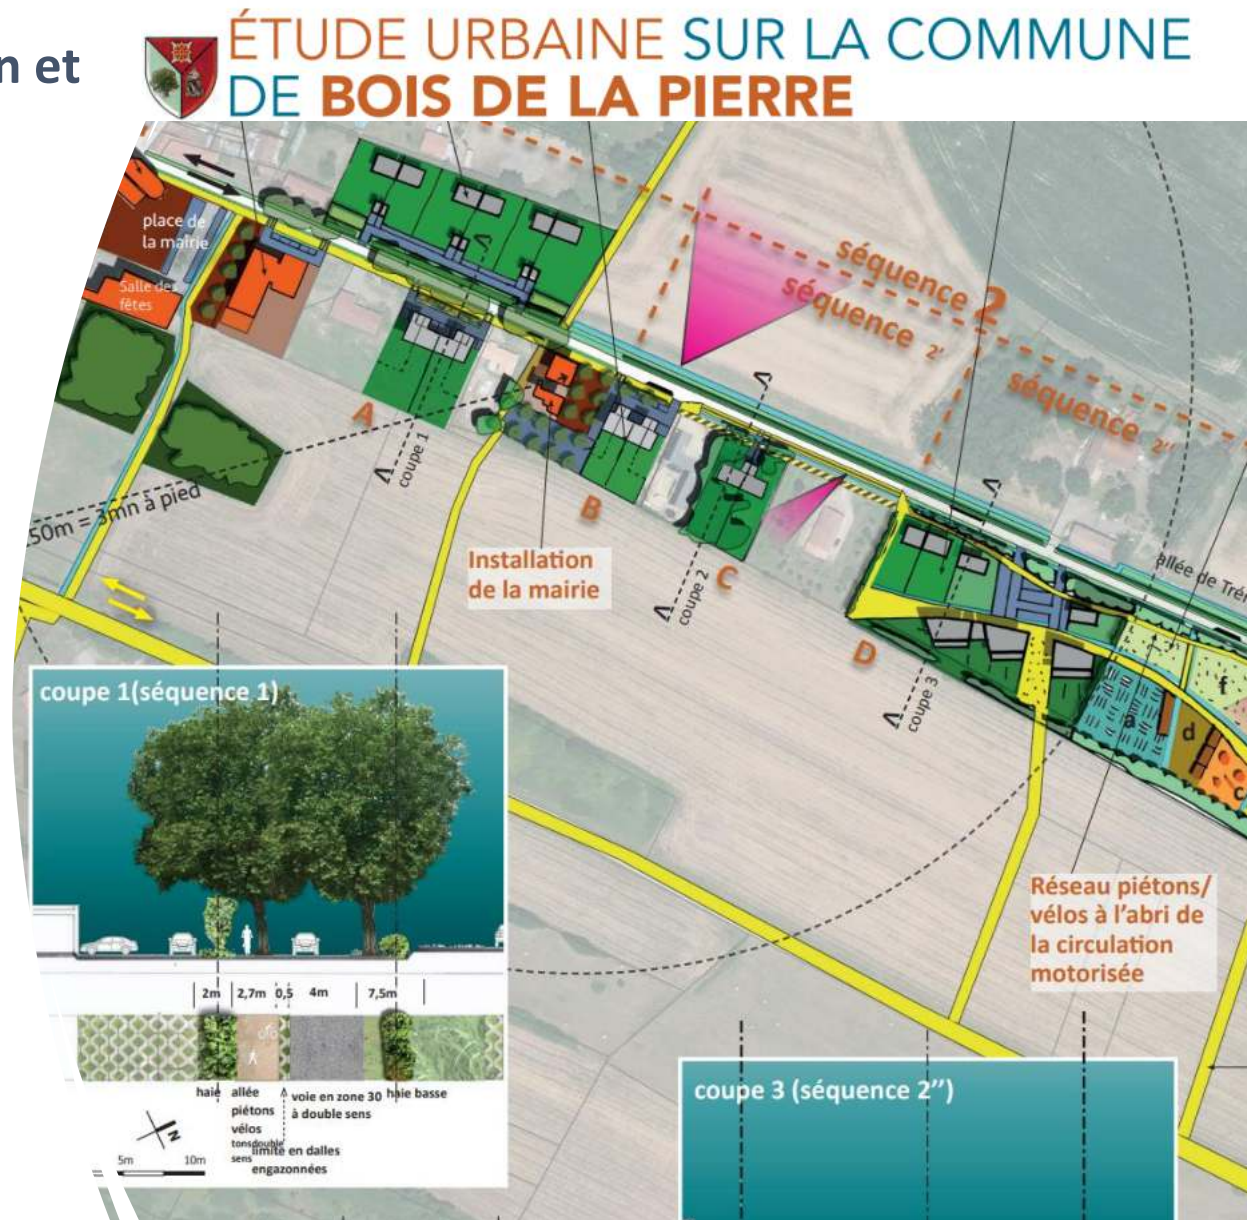 n et
ÉTUDE URBAINE SUR LA COMMUNE
DE BOIS DE LA PIERRE
place de
la mairie
Salle des
fêtes
séquence 2
séquence 2'
séquence 2''
A
coupe 1
B
coupe 2
C
D
coupe 3
50m = 3mn à pied
Installation
de la mairie
allée de Trém
f
a
d
c
Réseau piétons/
vélos à l'abri de
la circulation
motorisée
coupe 1(séquence 1)
2m 2,7m 0,5 4m 7,5m
haie
allée
piétons
vélos
double
sens
voie en zone 30
à double sens
haie basse
limite en dalles
engazonnées
N
5m 10m
coupe 3 (séquence 2'')